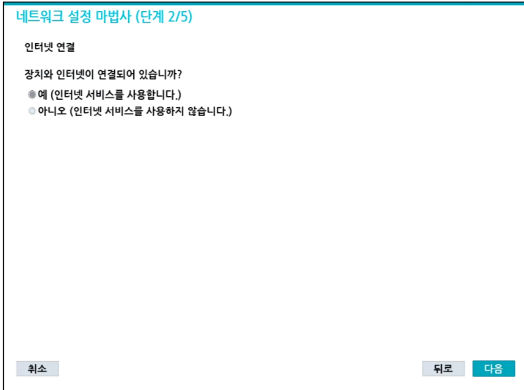 네트워크 설정 마법사 (단계 2/5)
인터넷 연결
장치와 인터넷이 연결되어 있습니까?
예 (인터넷 서비스를 사용합니다.)
아니오 (인터넷 서비스를 사용하지 않습니다.)
취소 뒤로 다음